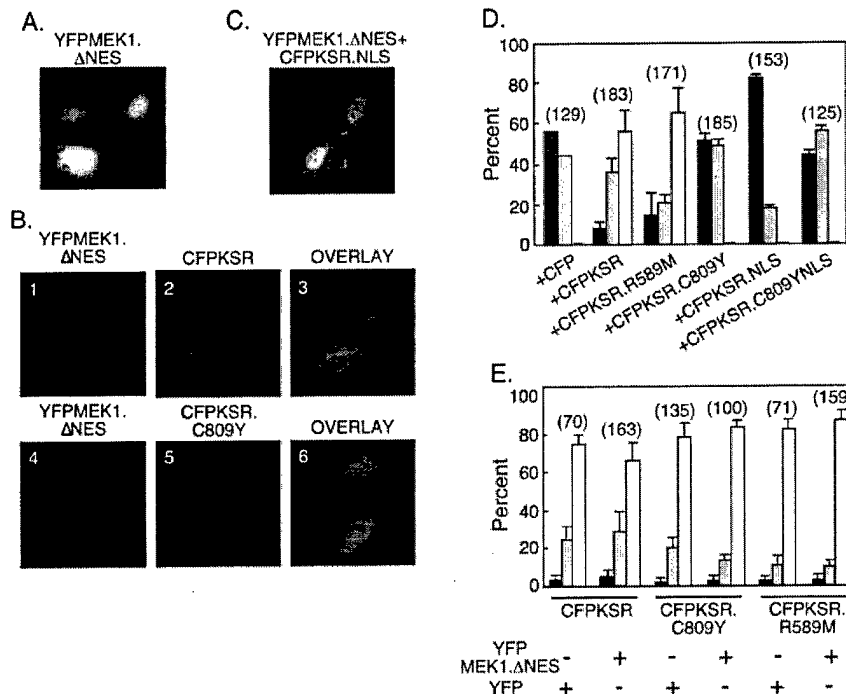 A.
YFPMEK1.
ΔNES
C.
YFPMEK1.ΔNES+
CFPKSR.NLS
B.
YFPMEK1.
ΔNES
CFPKSR
OVERLAY
1
2
3
YFPMEK1.
ΔNES
CFPKSR.
C809Y
OVERLAY
4
5
6
D.
100
80
60
40
20
0
Percent
(129)
(183)
(171)
(185)
(153)
(125)
+CFP
+CFPKSR
+CFPKSR.R589M
+CFPKSR.C809Y
+CFPKSR.NLS
+CFPKSR.C809YNLS
E.
100
80
60
40
20
0
Percent
(70)
(163)
(135)
(100)
(71)
(159)
CFPKSR
CFPKSR.
C809Y
CFPKSR.
R589M
YFP
MEK1.ΔNES
- + - + - +
YFP
+ - + - + -